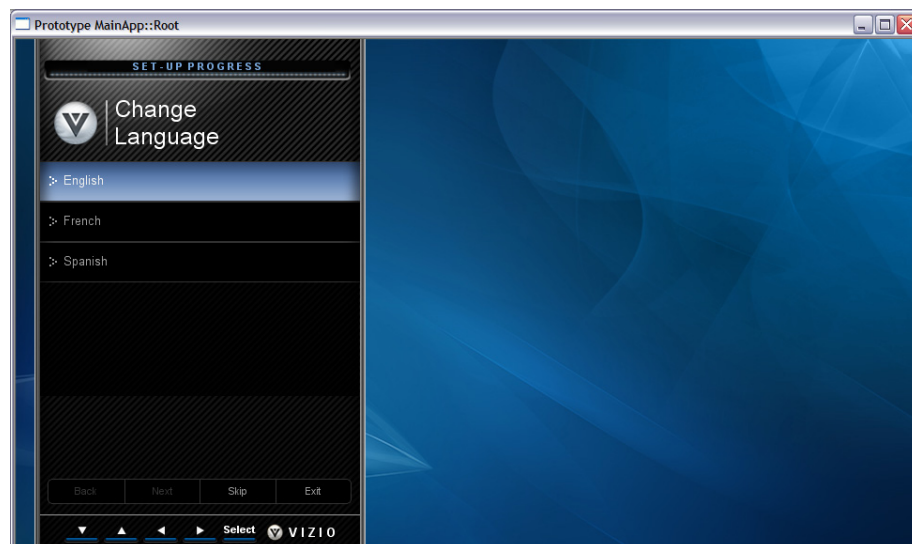 Prototype MainApp::Root
SET-UP PROGRESS
Change
Language
English
French
Spanish
Back Next Skip Exit
Select VIZIO